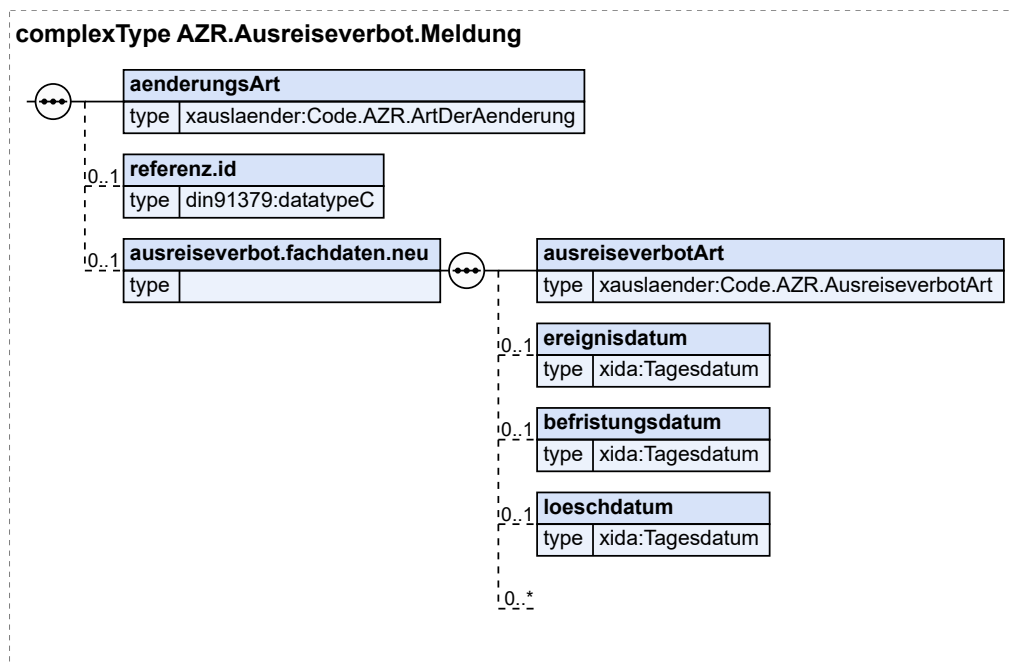 complexType AZR.Ausreiseverbot.Meldung
aenderungsArt
type xauslaender:Code.AZR.ArtDerAenderung
0..1
referenz.id
type din91379:datatypeC
0..1
ausreiseverbot.fachdaten.neu
type
ausreiseverbotArt
type xauslaender:Code.AZR.AusreiseverbotArt
0..1
ereignisdatum
type xida:Tagesdatum
0..1
befristungsdatum
type xida:Tagesdatum
0..1
loeschdatum
type xida:Tagesdatum
0..*